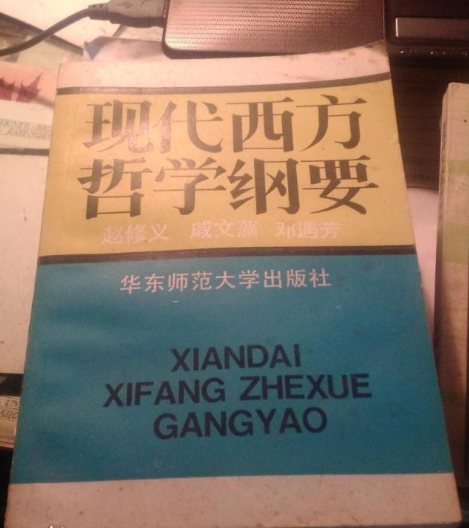 现代西方
哲学纲要
赵修义 戚文藻 邓遇芳
华东师范大学出版社
XIANDAI
XIFANG ZHEXUE
GANGYAO